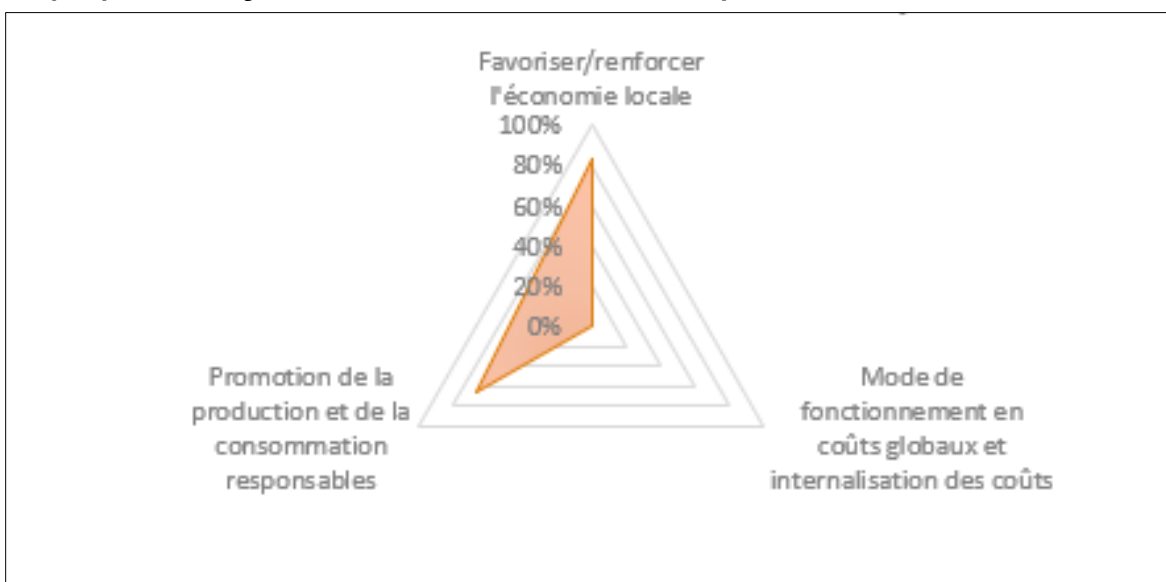 Favoriser/renforcer
l'économie locale
100%
80%
60%
40%
20%
0%
Promotion de la
production et de la
consommation
responsables
Mode de
fonctionnement en
coûts globaux et
internalisation des coûts